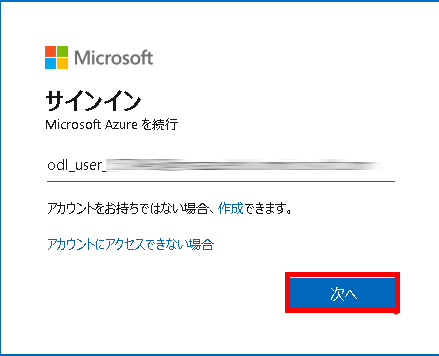 Microsoft
サインイン
Microsoft Azure を続行
odl_user_
アカウントをお持ちではない場合、作成できます。
アカウントにアクセスできない場合
次へ